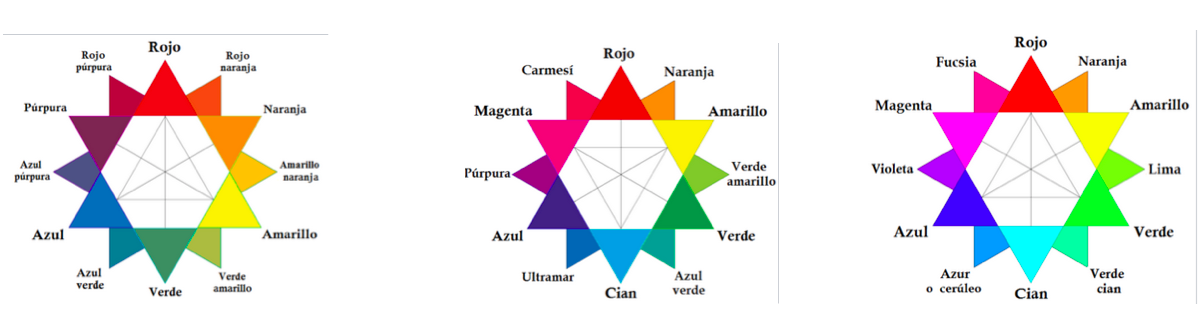 Rojo
Rojo
púrpura
Rojo
naranja
Púrpura
Naranja
Azul
púrpura
Amarillo
naranja
Azul
Amarillo
Azul
verde
Verde
amarillo
Verde
Rojo
Carmesí
Naranja
Magenta
Amarillo
Púrpura
Verde
amarillo
Azul
Verde
Ultramar
Azul
verde
Cian
Rojo
Fucsia
Naranja
Magenta
Amarillo
Violeta
Lima
Azul
Verde
Azur
o cerúleo
Verde
cian
Cian